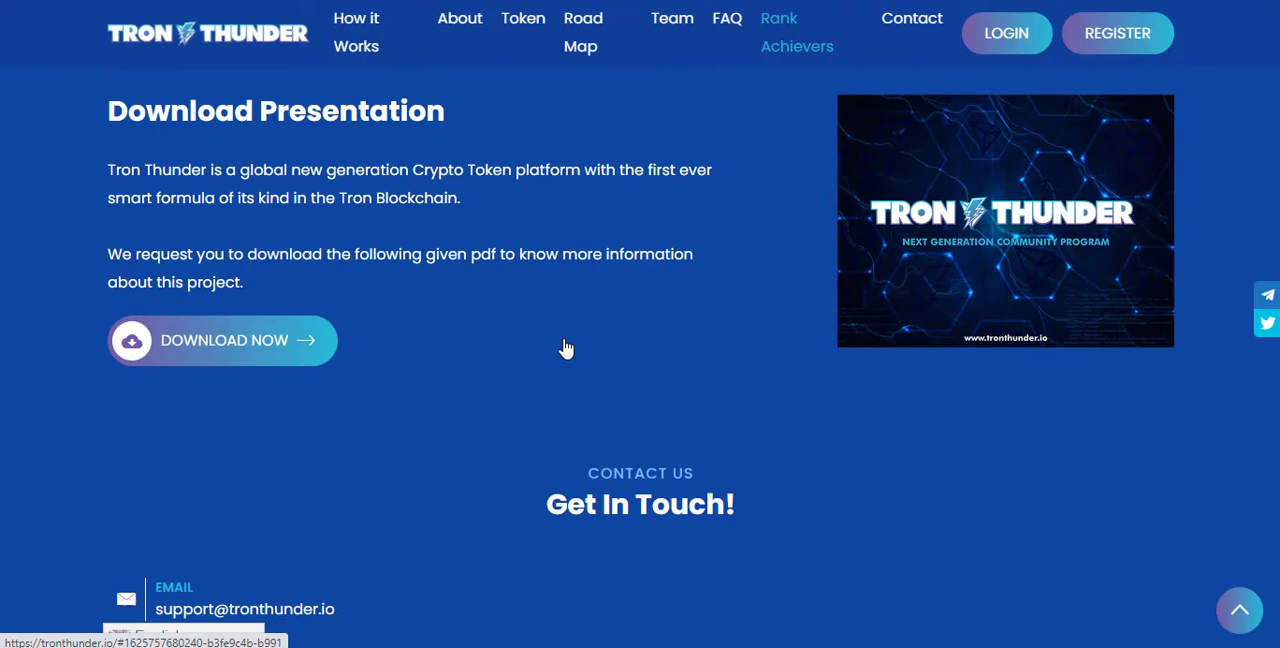 TRON THUNDER
How it
Works
About
Token
Road
Map
Team
FAQ
Rank
Achievers
Contact
LOGIN
REGISTER
Download Presentation
Tron Thunder is a global new generation Crypto Token platform with the first ever
smart formula of its kind in the Tron Blockchain.
We request you to download the following given pdf to know more information
about this project.
DOWNLOAD NOW
TRON THUNDER
NEXT GENERATION COMMUNITY PROGRAM
www.tronthunder.io
CONTACT US
Get In Touch!
EMAIL
support@tronthunder.io
https://tronthunder.io/#1625757680240-b3fe9c4b-b991